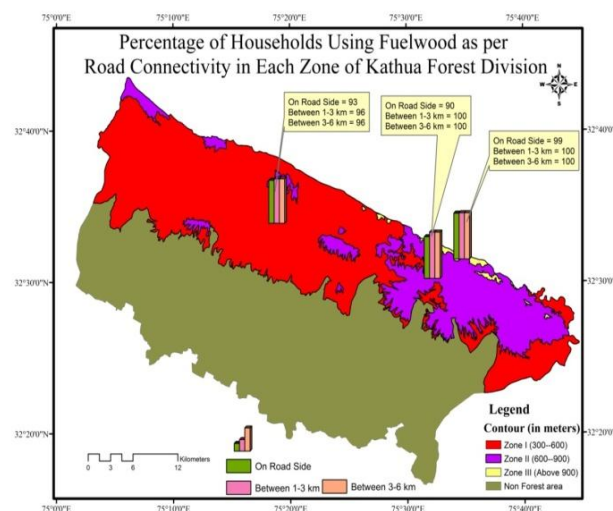 75°0'0"E
75°10'0"E
75°20'0"E
75°30'0"E
75°40'0"E
Percentage of Households Using Fuelwood as per
Road Connectivity in Each Zone of Kathua Forest Division
N
W
E
S
On Road Side = 93
Between 1-3 km = 96
Between 3-6 km = 96
On Road Side = 90
Between 1-3 km = 100
Between 3-6 km = 100
On Road Side = 99
Between 1-3 km = 100
Between 3-6 km = 100
32°40'0"N
32°40'0"N
32°30'0"N
32°30'0"N
32°20'0"N
32°20'0"N
Kilometers
0 3 6 12
On Road Side
Between 1-3 km
Between 3-6 km
Legend
Contour (in meters)
Zone I (300--600)
Zone II (600--900)
Zone III (Above 900)
Non Forest area
75°0'0"E
75°10'0"E
75°20'0"E
75°30'0"E
75°40'0"E